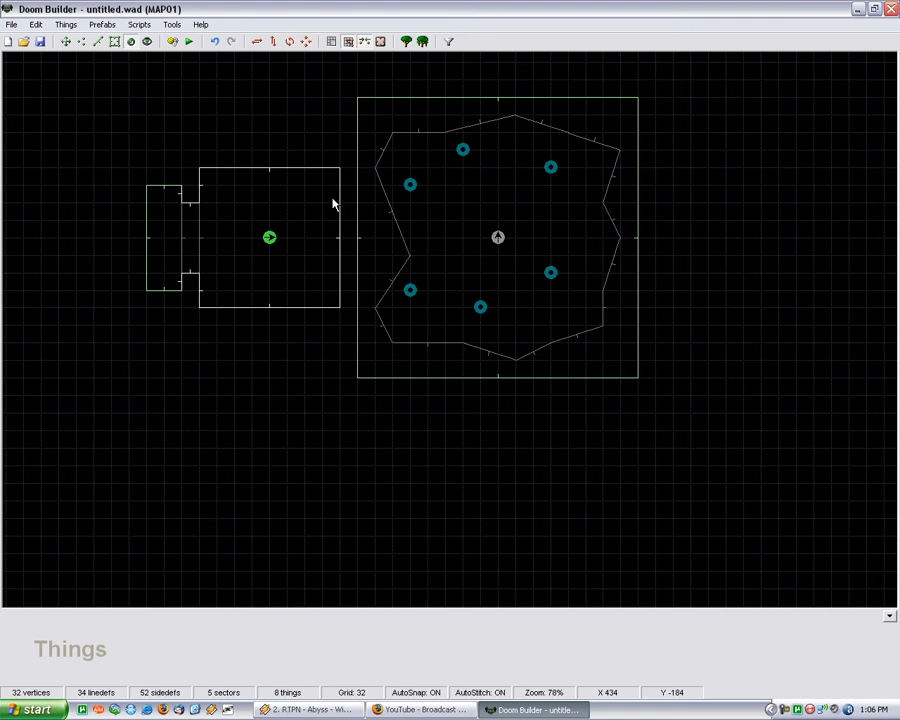 Doom Builder - untitled.wad (MAP01)
File Edit Things Prefabs Scripts Tools Help
Things
32 vertices 34 linedefs 52 sidedefs 5 sectors 8 things Grid: 32 AutoSnap: ON AutoStitch: ON Zoom: 78% X 434 Y -184
start 2. RTPN - Abyss - Wi... YouTube - Broadcast ... Doom Builder - untitle... 1:06 PM